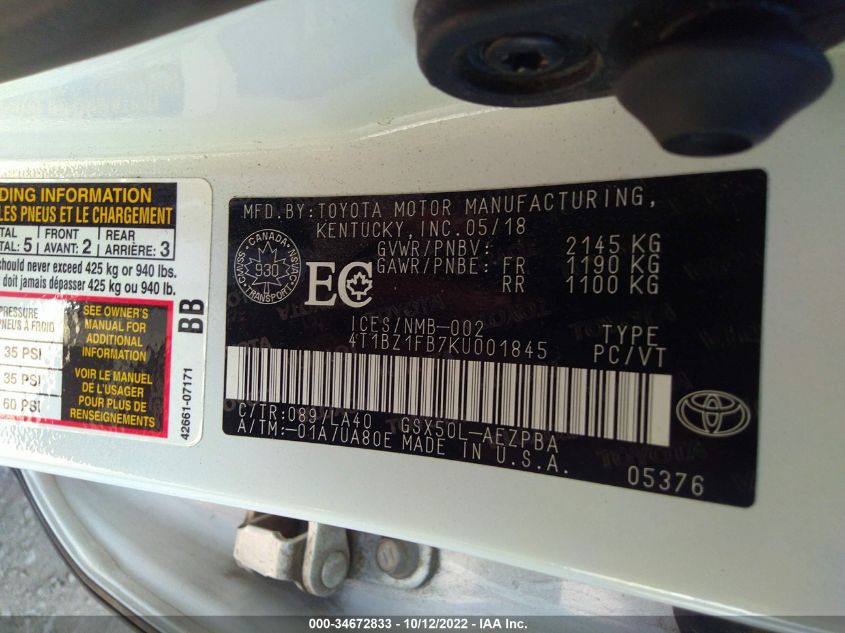 DING INFORMATION
LES PNEUS ET LE CHARGEMENT
TAL FRONT REAR
TAL: 5 AVANT: 2 ARRIÈRE: 3
should never exceed 425 kg or 940 lbs.
doit jamais dépasser 425 kg ou 940 lb.
PRESSURE
PNEUS À FROID
35 PSI
35 PSI
60 PSI
SEE OWNER'S
MANUAL FOR
ADDITIONAL
INFORMATION
VOIR LE MANUEL
DE L'USAGER
POUR PLUS DE
RENSEIGNEMENTS
BB
42661-07171
MFD.BY:TOYOTA MOTOR MANUFACTURING,
KENTUCKY, INC.05/18
GVWR/PNBV: 2145 KG
GAWR/PNBE: FR 1190 KG
RR 1100 KG
CANADA
930
TRANSPORT
EC
ICES/NMB-002
4T1BZ1FB7KU001845
TYPE
PC/VT
C/TR:089/LA40 GSX50L-AEZPBA
A/TM:-01A/UA80E MADE IN U.S.A.
05376
000-34672833 - 10/12/2022 - IAA Inc.